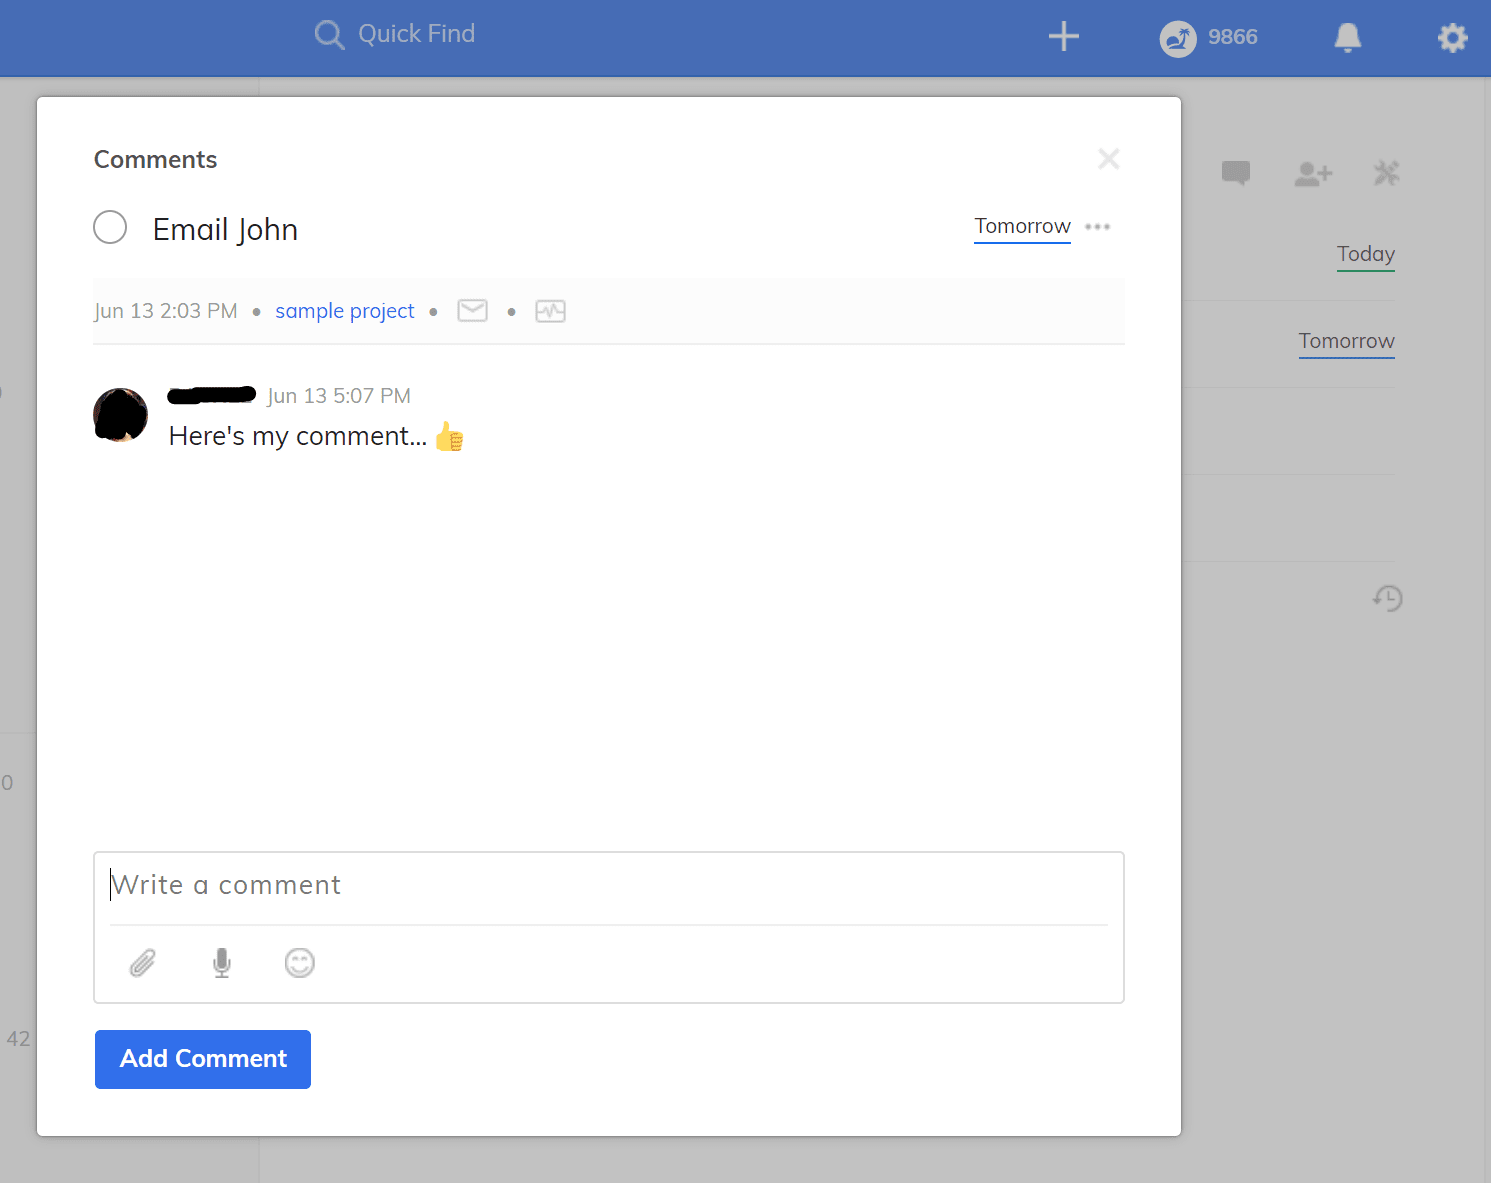 Quick Find
9866
Comments
Email John
Tomorrow
Today
Jun 13 2:03 PM • sample project • •
Tomorrow
Jun 13 5:07 PM
Here's my comment... 👍
0
Write a comment
42
Add Comment